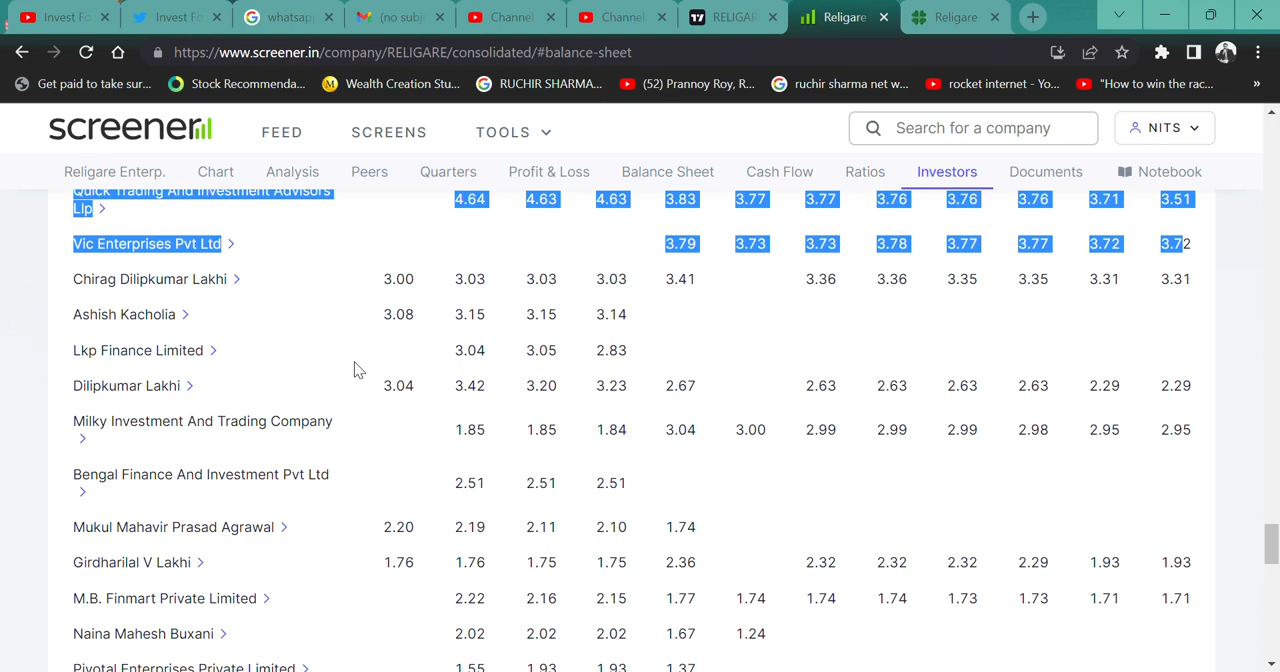 Invest Fo
Invest Fo
whatsap
(no subj
Channel
Channel
RELIGAR
Religare
Religare
https://www.screener.in/company/RELIGARE/consolidated/#balance-sheet
Get paid to take sur...
Stock Recommenda...
Wealth Creation Stu...
RUCHIR SHARMA...
(52) Prannoy Roy, R...
ruchir sharma net w...
rocket internet - Yo...
"How to win the rac...
»
screener
FEED
SCREENS
TOOLS
Search for a company
NITS
Religare Enterp.
Chart
Analysis
Peers
Quarters
Profit & Loss
Balance Sheet
Cash Flow
Ratios
Investors
Documents
Notebook
Quick Trading And Investment Advisors
Llp 4.64 4.63 4.63 3.83 3.77 3.77 3.76 3.76 3.76 3.71 3.51
Vic Enterprises Pvt Ltd 3.79 3.73 3.73 3.78 3.77 3.77 3.72 3.72
Chirag Dilipkumar Lakhi 3.00 3.03 3.03 3.03 3.41 3.36 3.36 3.35 3.35 3.31 3.31
Ashish Kacholia 3.08 3.15 3.15 3.14
Lkp Finance Limited 3.04 3.05 2.83
Dilipkumar Lakhi 3.04 3.42 3.20 3.23 2.67 2.63 2.63 2.63 2.63 2.29 2.29
Milky Investment And Trading Company 1.85 1.85 1.84 3.04 3.00 2.99 2.99 2.99 2.98 2.95 2.95
Bengal Finance And Investment Pvt Ltd 2.51 2.51 2.51
Mukul Mahavir Prasad Agrawal 2.20 2.19 2.11 2.10 1.74
Girdharilal V Lakhi 1.76 1.76 1.75 1.75 2.36 2.32 2.32 2.32 2.29 1.93 1.93
M.B. Finmart Private Limited 2.22 2.16 2.15 1.77 1.74 1.74 1.74 1.73 1.73 1.71 1.71
Naina Mahesh Buxani 2.02 2.02 2.02 1.67 1.24
Pivotal Enterprises Private Limited 1.55 1.93 1.93 1.37